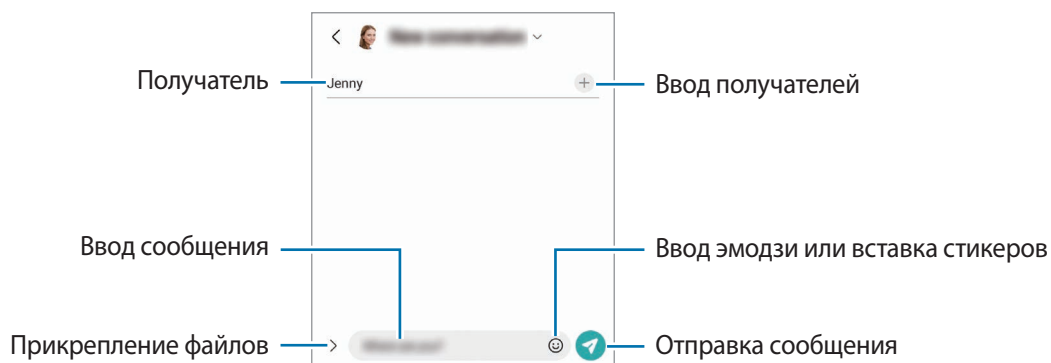 Получатель
Jenny
Ввод получателей
Ввод сообщения
Ввод эмодзи или вставка стикеров
Прикрепление файлов
Отправка сообщения